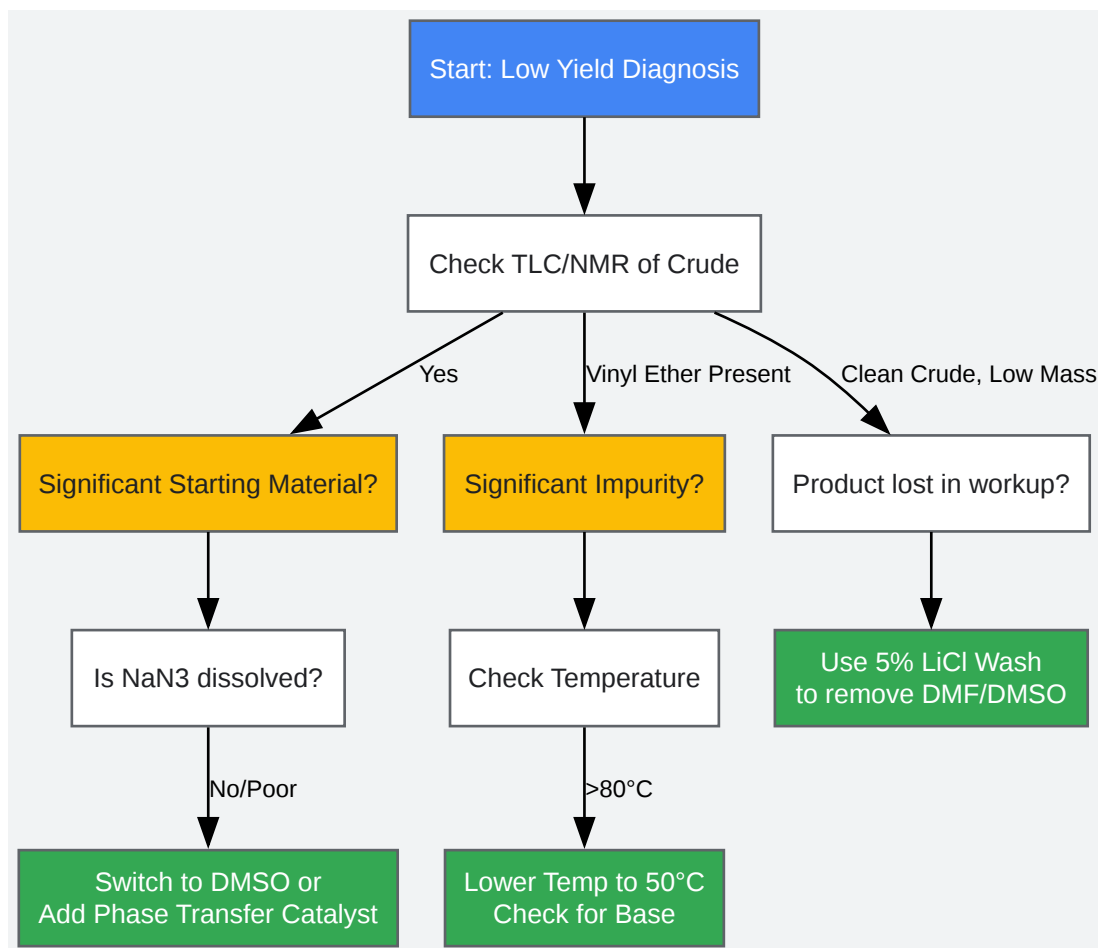 Start: Low Yield Diagnosis
Check TLC/NMR of Crude
Yes
Vinyl Ether Present
Clean Crude, Low Mass
Significant Starting Material?
Significant Impurity?
Product lost in workup?
Is NaN3 dissolved?
Check Temperature
Use 5% LiCl Wash
to remove DMF/DMSO
No/Poor
>80°C
Switch to DMSO or
Add Phase Transfer Catalyst
Lower Temp to 50°C
Check for Base